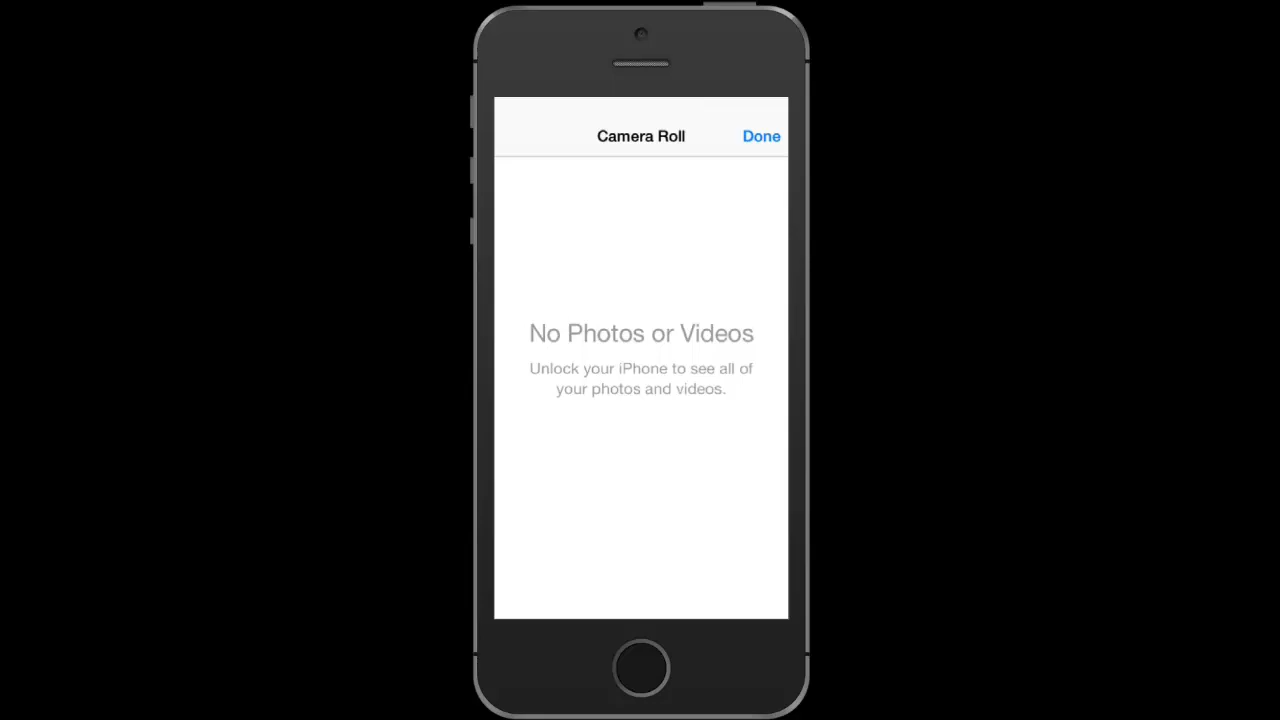 Camera Roll
Done
No Photos or Videos
Unlock your iPhone to see all of
your photos and videos.